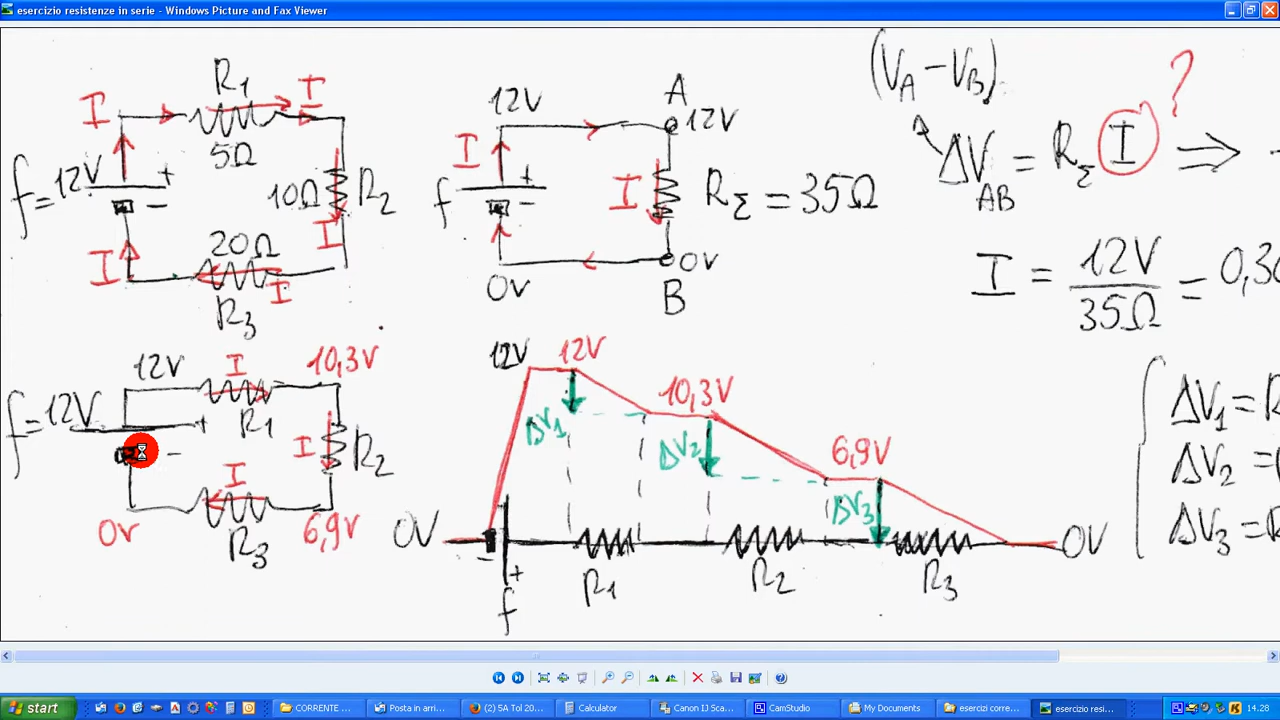 esercizio resistenze in serie - Windows Picture and Fax Viewer
I R1 I
5Ω
f=12V + -
10Ω R2
I
I 20Ω I
R3
12V A 12V
I
f + -
I RΣ = 35Ω
0V B 0V
(VA - VB)
?
ΔVAB = RΣ I ⇒
I = 12V / 35Ω = 0,3
12V I 10,3V
f=12V + R1
- I R2
I
0V R3 6,9V
12V 12V
ΔV1 10,3V
ΔV2 6,9V
ΔV3
0V - + 0V
f R1 R2 R3
ΔV1 =
ΔV2 =
ΔV3 =
start CORRENTE ... Posta in arri... (2) 5A Tol 20... Calculator Canon IJ Sca... CamStudio My Documents esercizi corre... esercizio resi... 14.28